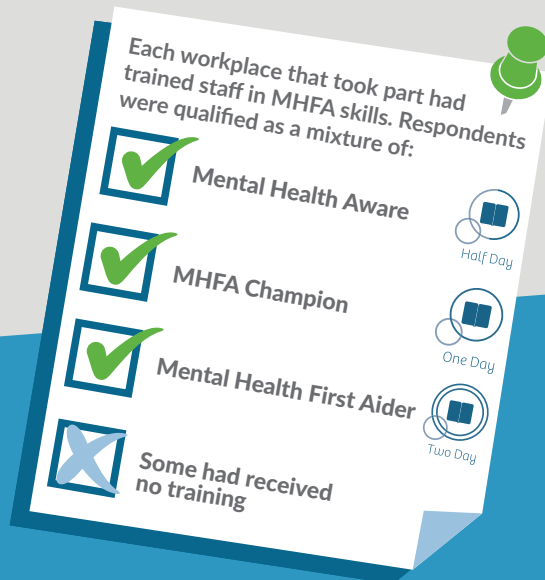 Each workplace that took part had
trained staff in MHFA skills. Respondents
were qualified as a mixture of:
Mental Health Aware
Half Day
MHFA Champion
One Day
Mental Health First Aider
Two Day
Some had received
no training